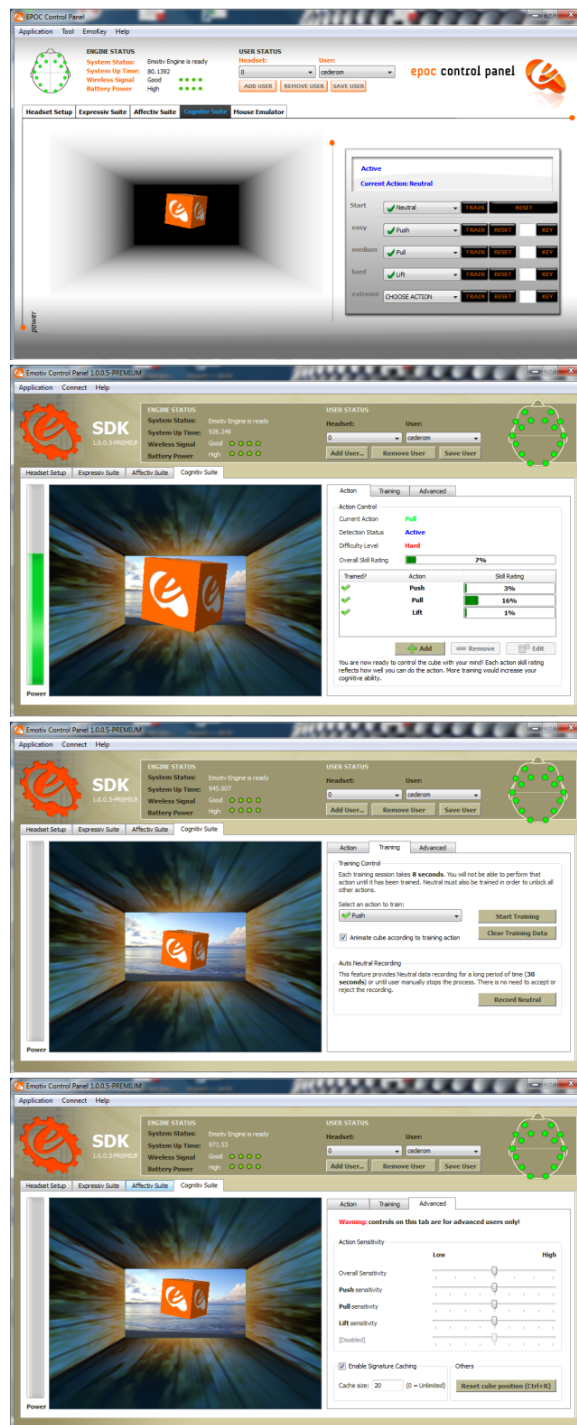 EPOC Control Panel
Application Tool EmoKey Help
ENGINE STATUS
System Status: Emotiv Engine is ready
System Up Time: 80.1392
Wireless Signal Good
Battery Power High
USER STATUS
Headset: User:
0 cederom
ADD USER REMOVE USER SAVE USER
epoc control panel
Headset Setup Expressiv Suite Affectiv Suite Cognitiv Suite Mouse Emulator
Active
Current Action: Neutral
Start Neutral TRAIN RESET
easy Push TRAIN RESET KEY
medium Pull TRAIN RESET KEY
hard Lift TRAIN RESET KEY
extreme CHOOSE ACTION TRAIN RESET KEY
power
Emotiv Control Panel 1.0.0.5-PREMIUM
Application Connect Help
SDK
1.0.0.5-PREMIUM
ENGINE STATUS
System Status: Emotiv Engine is ready
System Up Time: 926.249
Wireless Signal Good
Battery Power High
USER STATUS
Headset: User:
0 cederom
Add User... Remove User Save User
Headset Setup Expressiv Suite Affectiv Suite Cognitiv Suite
Power
Action Training Advanced
Action Control
Current Action Pull
Detection Status Active
Difficulty Level Hard
Overall Skill Rating 7%
Trained? Action Skill Rating
Push 3%
Pull 16%
Lift 1%
Add Remove Edit
You are now ready to control the cube with your mind! Each action skill rating
reflects how well you can do the action. More training would increase your
cognitive ability.
Emotiv Control Panel 1.0.0.5-PREMIUM
Application Connect Help
SDK
1.0.0.5-PREMIUM
ENGINE STATUS
System Status: Emotiv Engine is ready
System Up Time: 945.007
Wireless Signal Good
Battery Power High
USER STATUS
Headset: User:
0 cederom
Add User... Remove User Save User
Headset Setup Expressiv Suite Affectiv Suite Cognitiv Suite
Power
Action Training Advanced
Training Control
Each training session takes 8 seconds. You will not be able to perform that
action until it has been trained. Neutral must also be trained in order to unlock all
other actions.
Select an action to train:
Push Start Training
Animate cube according to training action Clear Training Data
Auto Neutral Recording
This feature provides Neutral data recording for a long period of time (30
seconds) or until user manually stops the process. There is no need to accept or
reject the recording.
Record Neutral
Emotiv Control Panel 1.0.0.5-PREMIUM
Application Connect Help
SDK
1.0.0.5-PREMIUM
ENGINE STATUS
System Status: Emotiv Engine is ready
System Up Time: 571.53
Wireless Signal Good
Battery Power High
USER STATUS
Headset: User:
0 cederom
Add User... Remove User Save User
Headset Setup Expressiv Suite Affectiv Suite Cognitiv Suite
Power
Action Training Advanced
Warning: controls on this tab are for advanced users only!
Action Sensitivity
Low High
Overall Sensitivity
Push sensitivity
Pull sensitivity
Lift sensitivity
[Disabled]
Enable Signature Caching
Cache size: 20 (0 = Unlimited)
Others
Reset cube position (Ctrl+R)